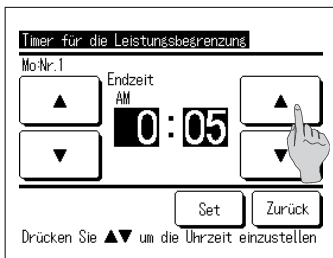 Timer für die Leistungsbegrenzung
Mo:Nr.1
Endzeit
AM
▲ 0:05 ▲
▼ ▼
Set Zurück
Drücken Sie ▲▼ um die Uhrzeit einzustellen